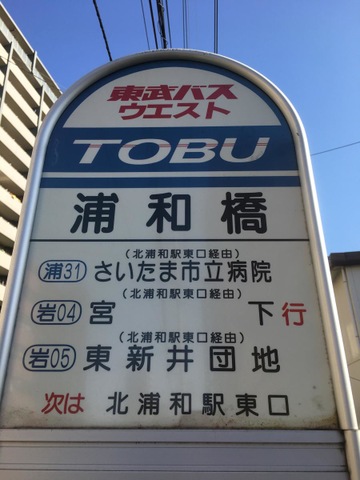 東武バス
ウエスト
TOBU
浦和橋
(北浦和駅東口経由)
浦31 さいたま市立病院
(北浦和駅東口経由)
岩04 宮下行
(北浦和駅東口経由)
岩05 東新井団地
次は 北浦和駅東口